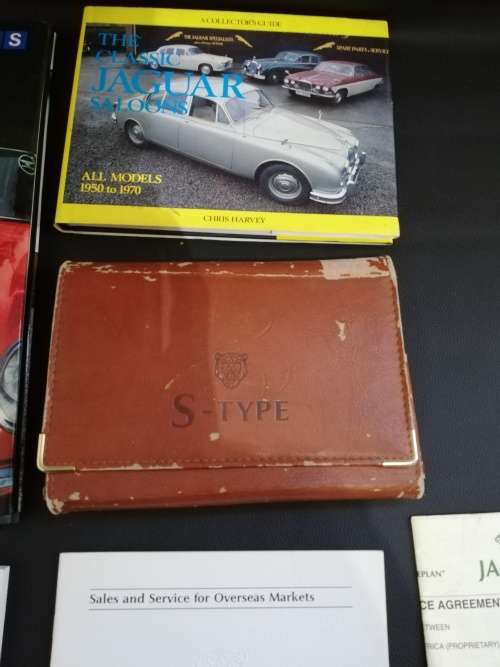 S
A COLLECTOR'S GUIDE
THE
CLASSIC
JAGUAR
SALOONS
THE JAGUAR SPECIALISTS
SPARE PARTS & SERVICE
ALL MODELS
1950 to 1970
CHRIS HARVEY
S-TYPE
Sales and Service for Overseas Markets
JA
EPLAN"
CE AGREEMENT
TWEEN
RICA (PROPRIETARY)